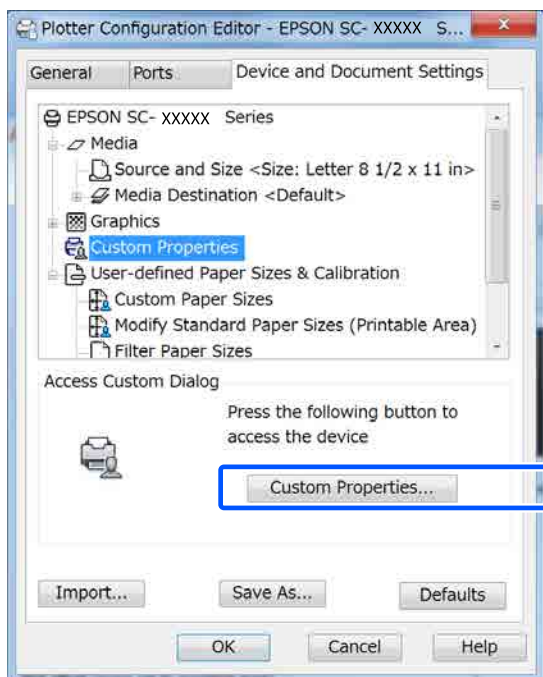 Plotter Configuration Editor - EPSON SC- XXXXX S...
General Ports Device and Document Settings
EPSON SC- XXXXX Series
Media
Source and Size <Size: Letter 8 1/2 x 11 in>
Media Destination <Default>
Graphics
Custom Properties
User-defined Paper Sizes & Calibration
Custom Paper Sizes
Modify Standard Paper Sizes (Printable Area)
Filter Paper Sizes
Access Custom Dialog
Press the following button to
access the device
Custom Properties...
Import... Save As... Defaults
OK Cancel Help